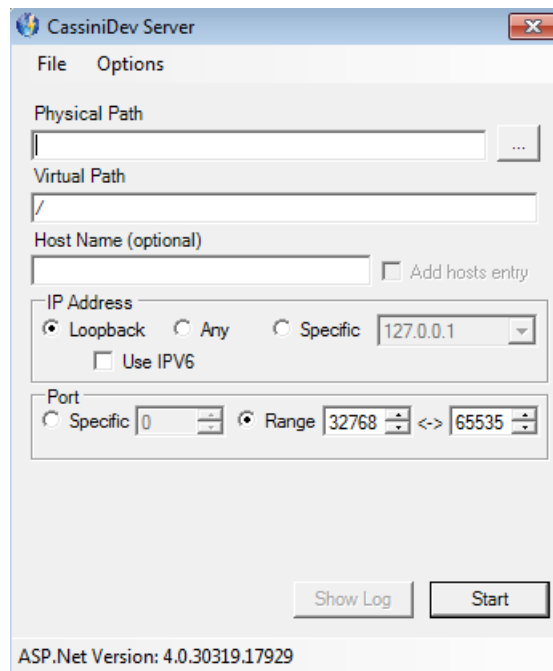 CassiniDev Server
File Options
Physical Path
...
Virtual Path
/
Host Name (optional)
Add hosts entry
IP Address
Loopback Any Specific 127.0.0.1
Use IPV6
Port
Specific 0 Range 32768 <-> 65535
Show Log Start
ASP.Net Version: 4.0.30319.17929